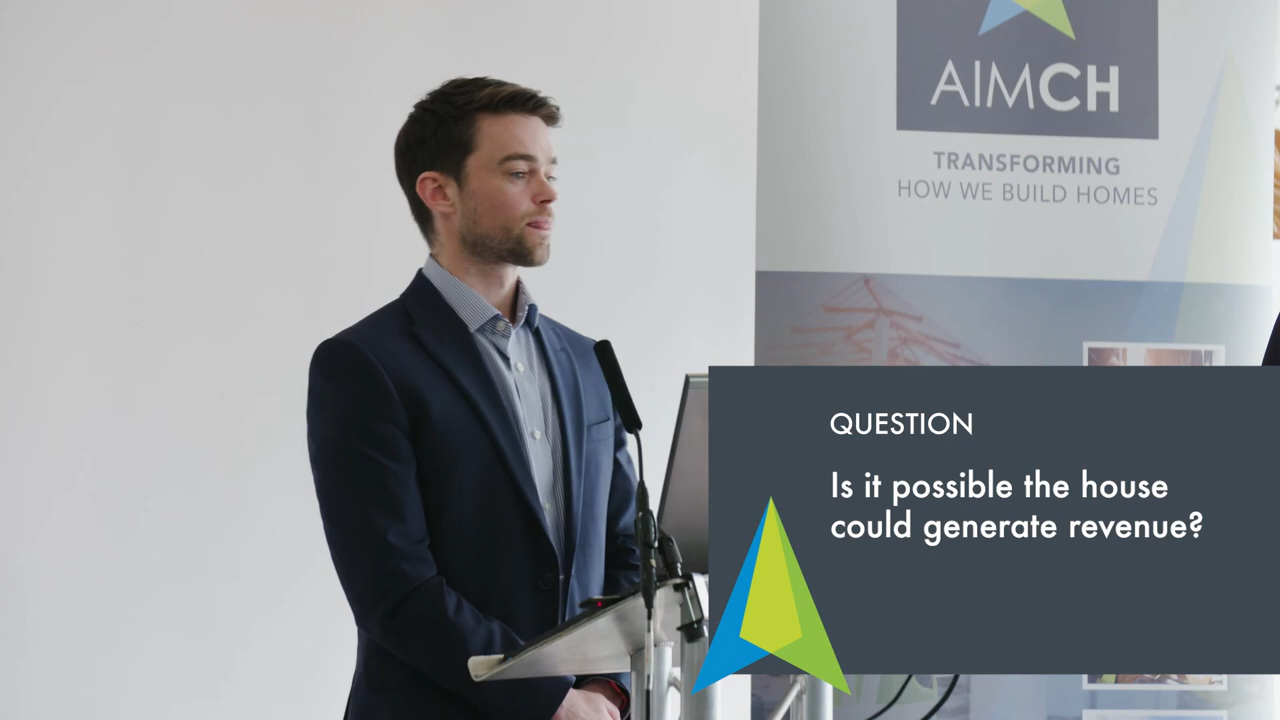 AIMCH
TRANSFORMING
HOW WE BUILD HOMES
QUESTION
Is it possible the house
could generate revenue?